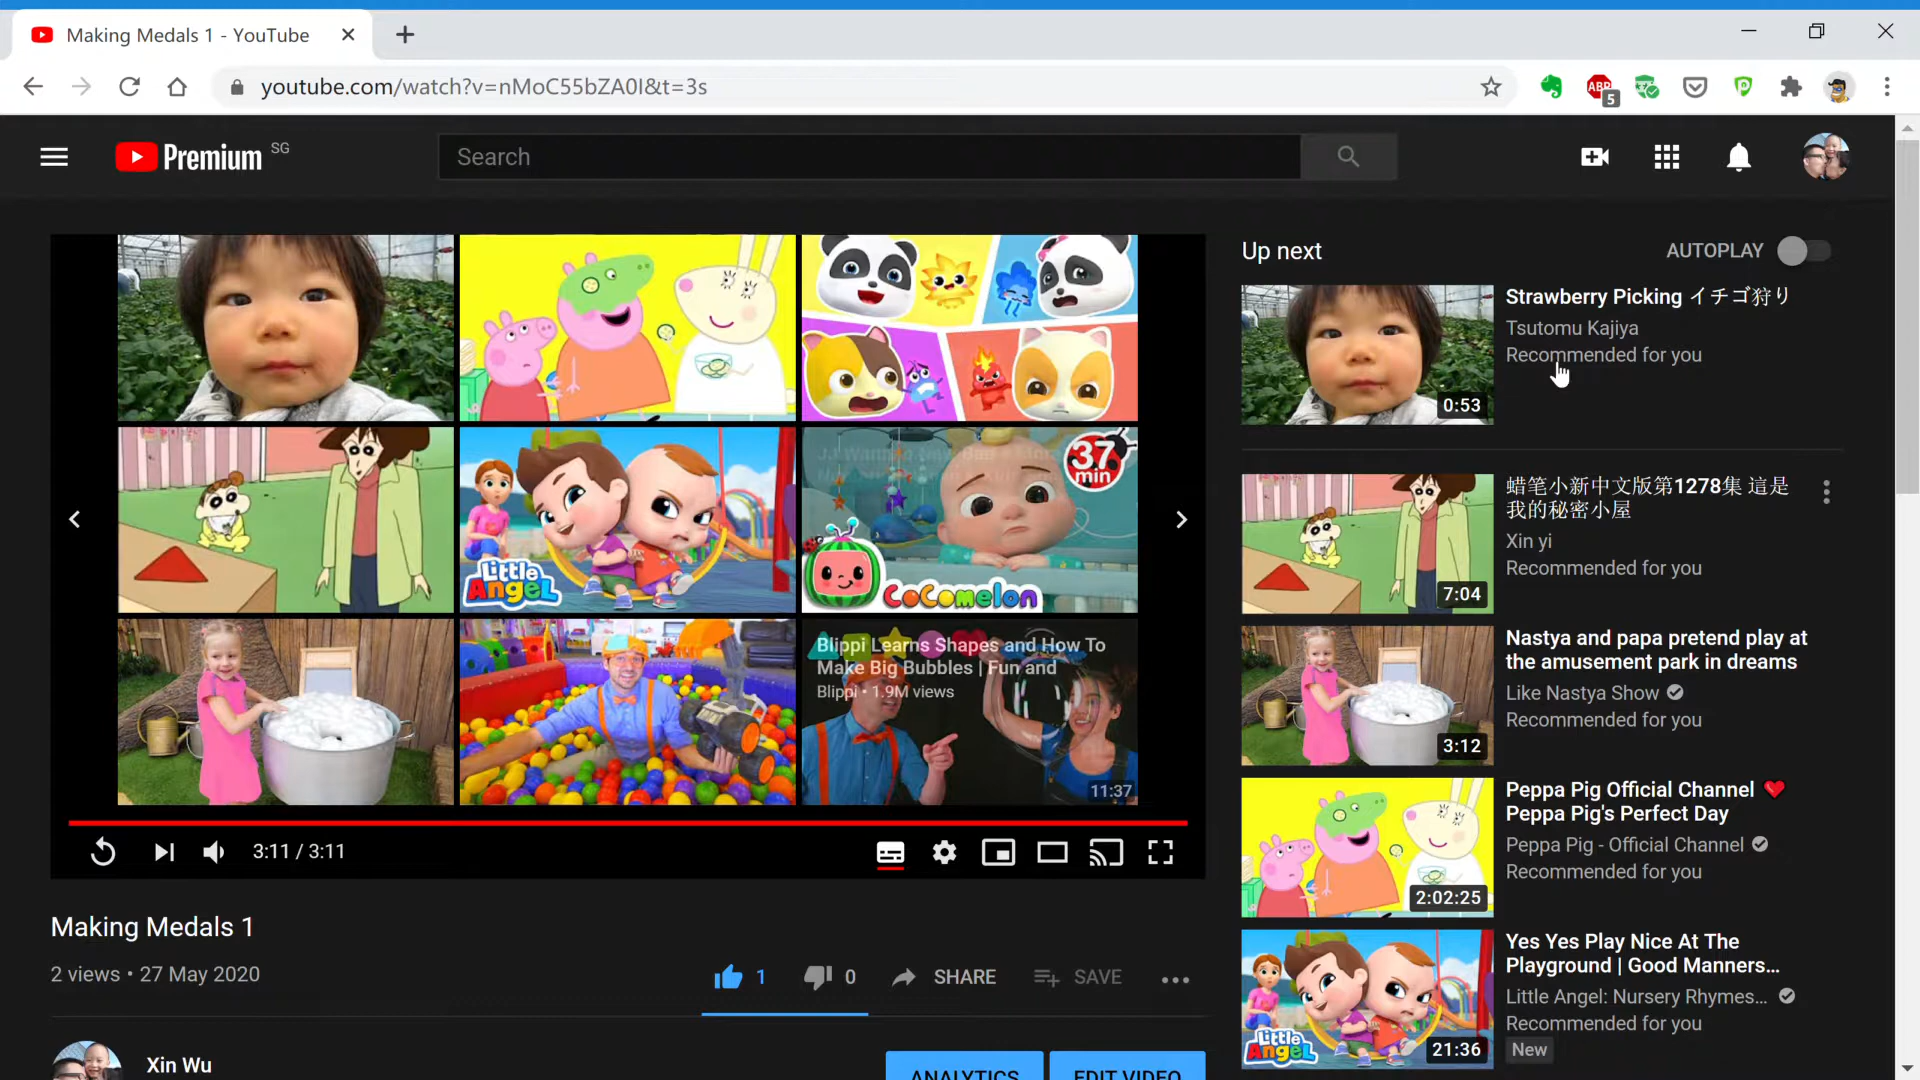 Making Medals 1 - YouTube
youtube.com/watch?v=nMoC55bZA0I&t=3s
ABP
5
Premium SG
Search
37
min
Little
Angel
CoComelon
Blippi Learns Shapes and How To
Make Big Bubbles | Fun and
Blippi • 1.9M views
11:37
3:11 / 3:11
Making Medals 1
2 views • 27 May 2020
1
0
SHARE
SAVE
Xin Wu
ANALYTICS
EDIT VIDEO
Up next
AUTOPLAY
0:53
Strawberry Picking イチゴ狩り
Tsutomu Kajiya
Recommended for you
7:04
蜡笔小新中文版第1278集 這是
我的秘密小屋
Xin yi
Recommended for you
3:12
Nastya and papa pretend play at
the amusement park in dreams
Like Nastya Show
Recommended for you
2:02:25
Peppa Pig Official Channel ❤️
Peppa Pig's Perfect Day
Peppa Pig - Official Channel
Recommended for you
Little
Angel
21:36
Yes Yes Play Nice At The
Playground | Good Manners...
Little Angel: Nursery Rhymes...
Recommended for you
New